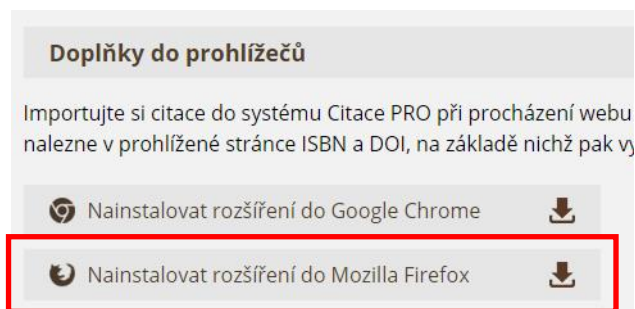 Doplňky do prohlížečů
Importujte si citace do systému Citace PRO při procházení webu
nalezne v prohlížené stránce ISBN a DOI, na základě nichž pak
Nainstalovat rozšíření do Google Chrome
Nainstalovat rozšíření do Mozilla Firefox